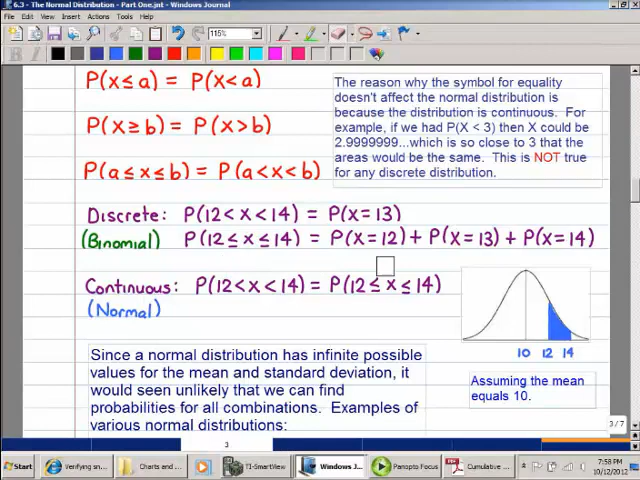 6.3 - The Normal Distribution - Part One.* - Windows Journal
File Edit View Insert Actions Tools Help
115%
P(x≤a) = P(x<a)
P(x≥b) = P(x>b)
P(a≤x≤b) = P(a<x<b)
The reason why the symbol for equality
doesn't affect the normal distribution is
because the distribution is continuous. For
example, if we had P(X < 3) then X could be
2.9999999...which is so close to 3 that the
areas would be the same. This is NOT true
for any discrete distribution.
Discrete: P(12<x<14) = P(x=13)
(Binomial) P(12≤x≤14) = P(x=12) + P(x=13) + P(x=14)
Continuous: P(12<x<14) = P(12≤x≤14)
(Normal)
10 12 14
Assuming the mean
equals 10.
Since a normal distribution has infinite possible
values for the mean and standard deviation, it
would seen unlikely that we can find
probabilities for all combinations. Examples of
various normal distributions:
3 / 7
3
Start
Verifying sn...
Charts and ...
TI-SmartView
Windows J...
Panopto Focus
Cumulative ...
7:58 PM
10/12/2012